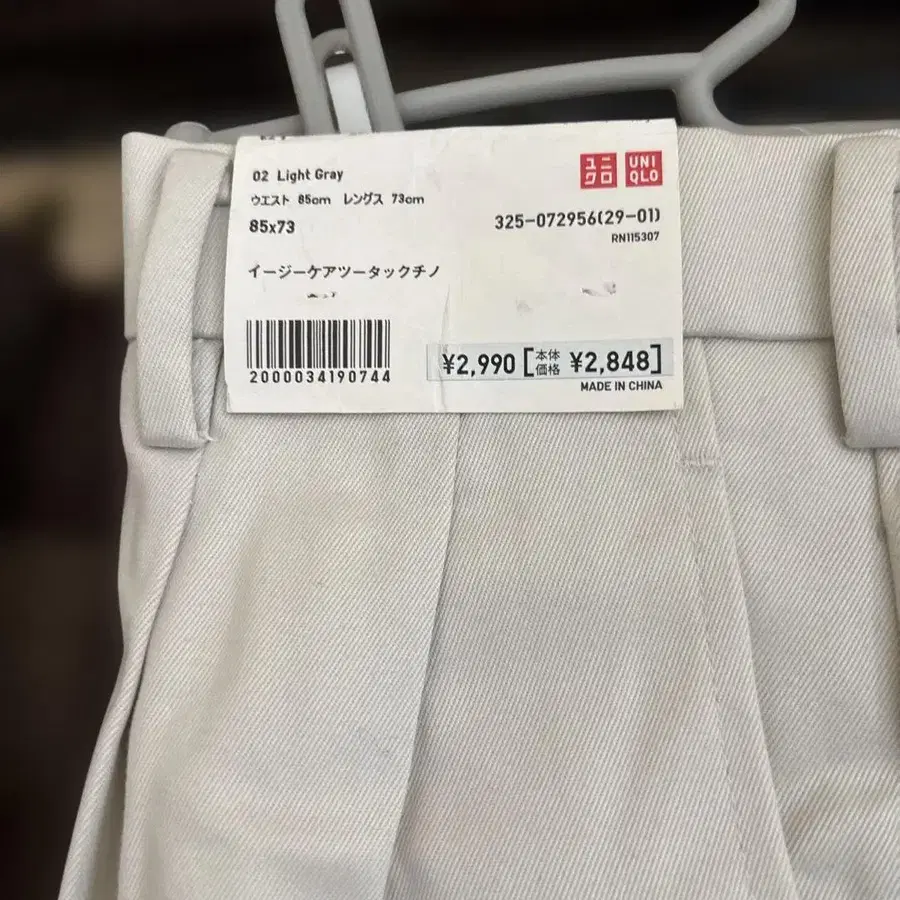 02 Light Gray
ウエスト 85cm レングス 73cm
85x73
ユニクロ
UNIQLO
325-072956(29-01)
RN115307
イージーケアツータックチノ
2000034190744
¥2,990[本体価格 ¥2,848]
MADE IN CHINA